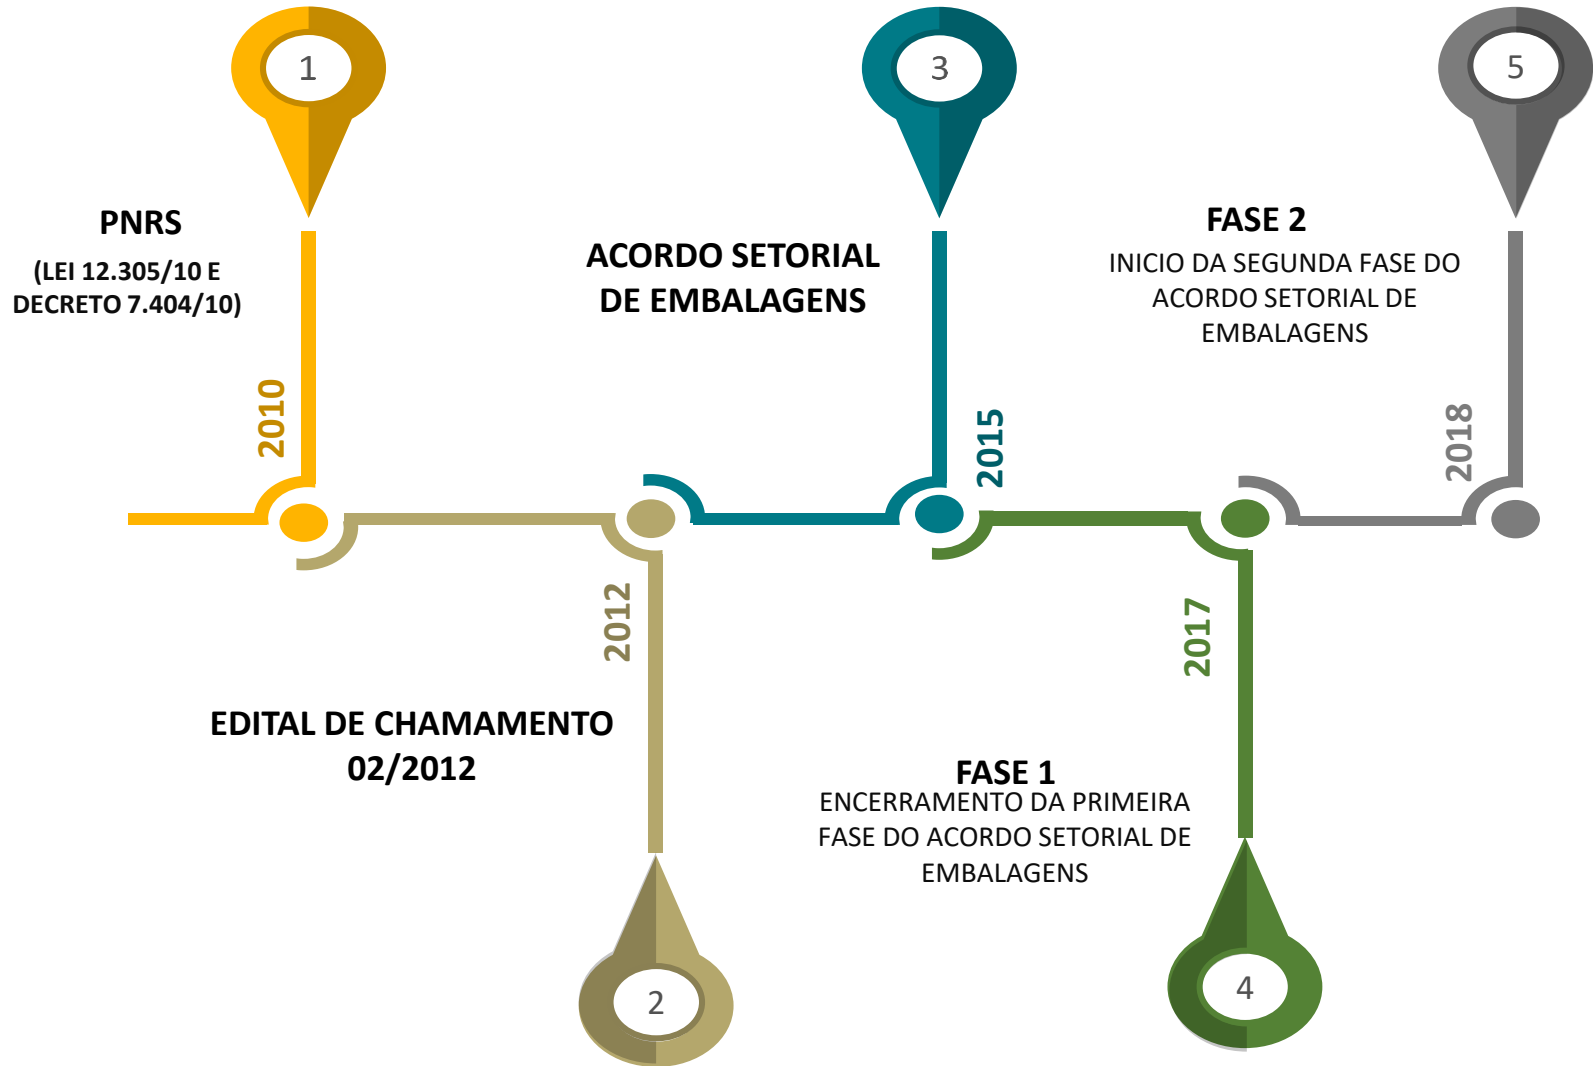 1
PNRS
(LEI 12.305/10 E
DECRETO 7.404/10)
2010
2012
EDITAL DE CHAMAMENTO
02/2012
2
3
ACORDO SETORIAL
DE EMBALAGENS
2015
2017
FASE 1
ENCERRAMENTO DA PRIMEIRA
FASE DO ACORDO SETORIAL DE
EMBALAGENS
4
5
FASE 2
INICIO DA SEGUNDA FASE DO
ACORDO SETORIAL DE
EMBALAGENS
2018